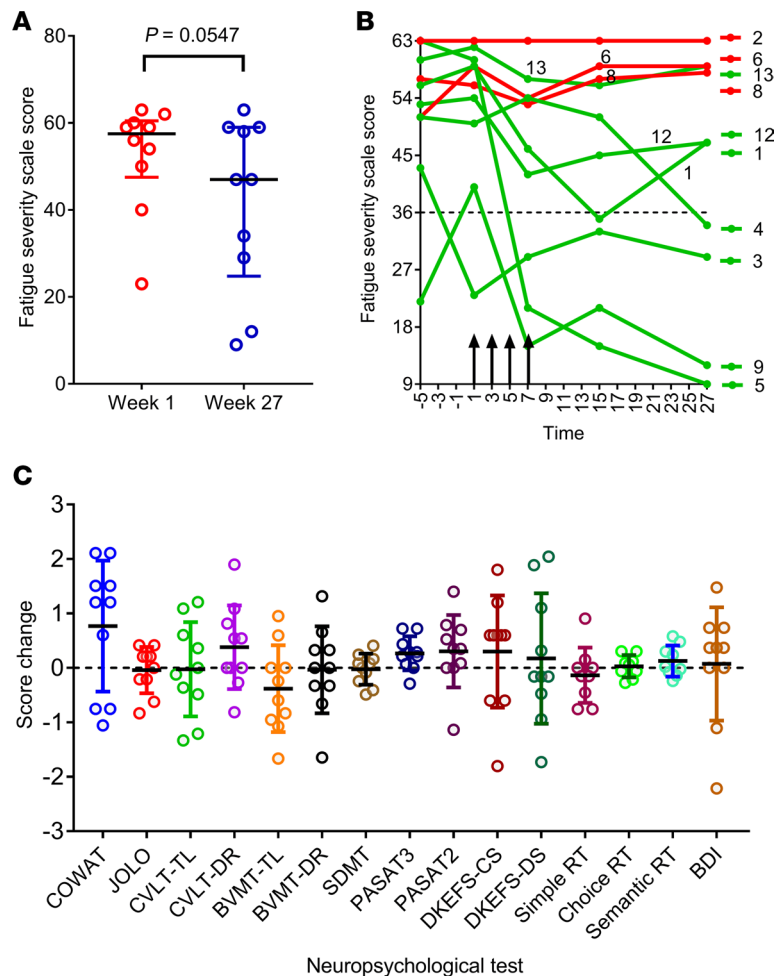 A
P = 0.0547
Fatigue severity scale score
80
60
40
20
0
Week 1
Week 27
B
Fatigue severity scale score
63
54
45
36
27
18
9
-5
-3
-1
1
3
5
7
9
11
13
15
17
19
21
23
25
27
Time
13
6
8
12
1
2
6
13
8
12
1
4
3
9
5
C
Score change
3
2
1
0
-1
-2
-3
COWAT
JOLO
CVLT-TL
CVLT-DR
BVMT-TL
BVMT-DR
SDMT
PASAT3
PASAT2
DKEFS-CS
DKEFS-DS
Simple RT
Choice RT
Semantic RT
BDI
Neuropsychological test